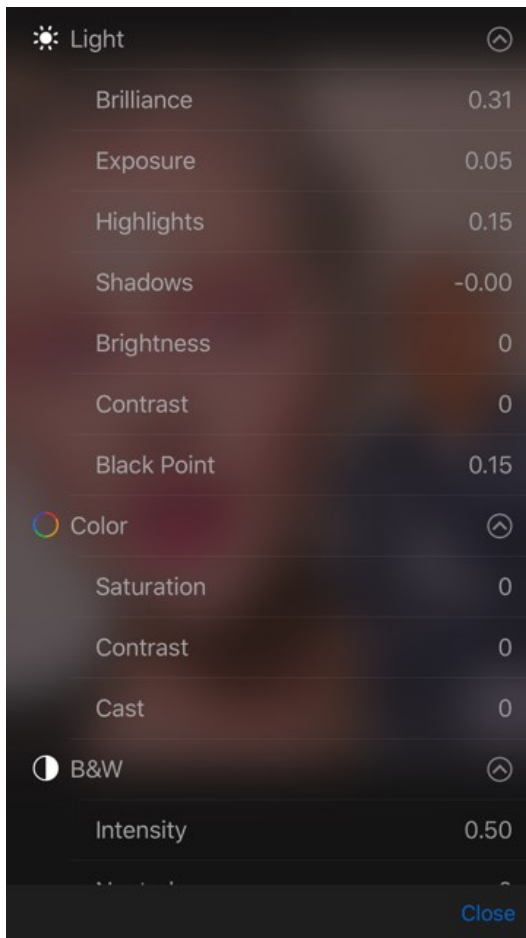 Light
Brilliance 0.31
Exposure 0.05
Highlights 0.15
Shadows -0.00
Brightness 0
Contrast 0
Black Point 0.15
Color
Saturation 0
Contrast 0
Cast 0
B&W
Intensity 0.50
Close